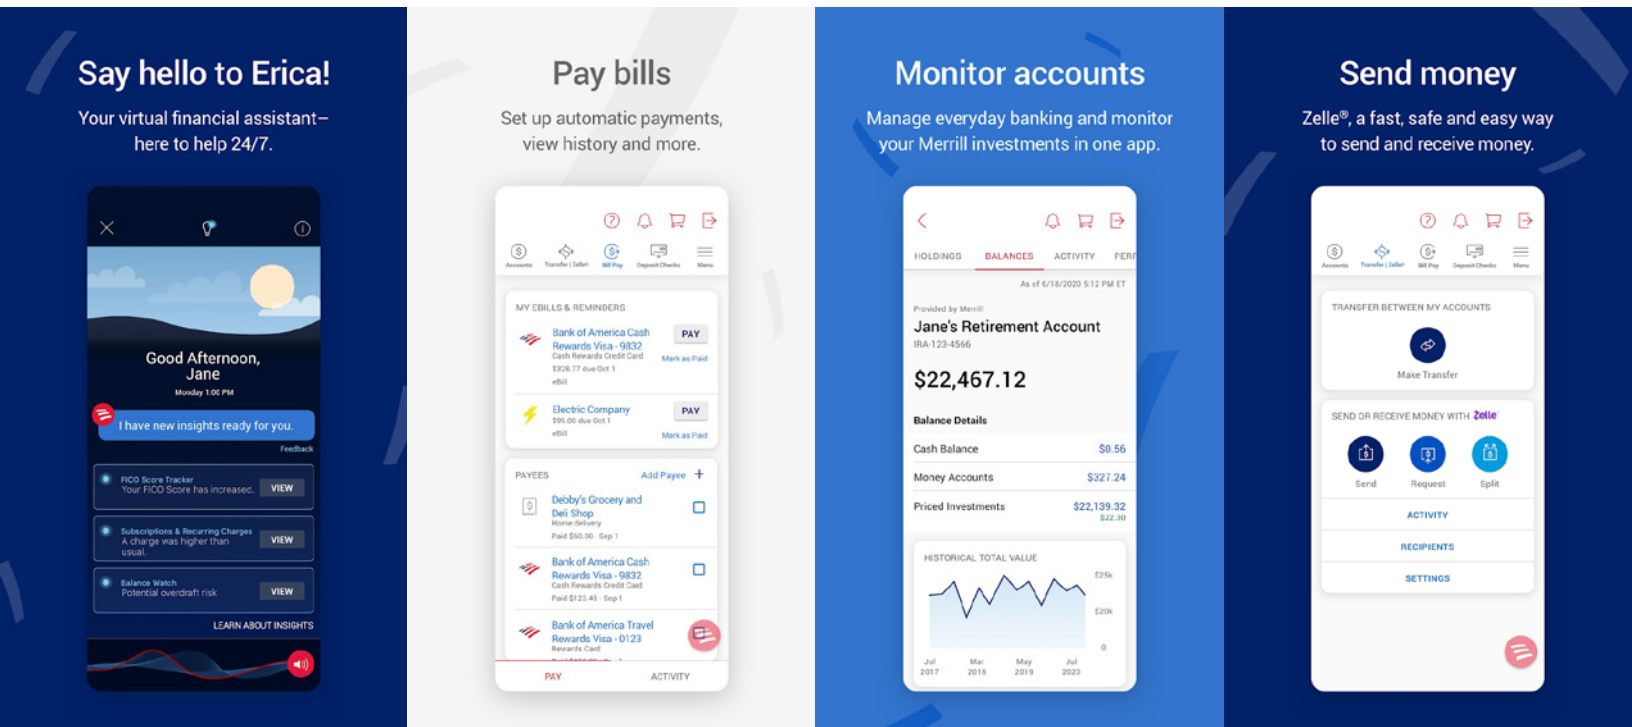 Say hello to Erica!
Your virtual financial assistant–
here to help 24/7.
Good Afternoon,
Jane
Monday 1:00 PM
I have new insights ready for you.
Feedback
FICO Score Tracker
Your FICO Score has increased.
VIEW
Subscriptions & Recurring Charges
A charge was higher than
usual.
VIEW
Balance Watch
Potential overdraft risk
VIEW
LEARN ABOUT INSIGHTS
Pay bills
Set up automatic payments,
view history and more.
Accounts
Transfer | Zelle®
Bill Pay
Deposit Checks
Menu
MY EBILLS & REMINDERS
Bank of America Cash
Rewards Visa - 9832
Cash Rewards Credit Card
$328.77 due Oct 1
eBill
PAY
Mark as Paid
Electric Company
$95.00 due Oct 1
eBill
PAY
Mark as Paid
PAYEES
Add Payee +
Debby's Grocery and
Deli Shop
Home delivery
Paid $60.00 - Sep 1
Bank of America Cash
Rewards Visa - 9832
Cash Rewards Credit Card
Paid $123.45 - Sep 1
Bank of America Travel
Rewards Visa - 0123
Rewards Card
PAY
ACTIVITY
Monitor accounts
Manage everyday banking and monitor
your Merrill investments in one app.
HOLDINGS
BALANCES
ACTIVITY
PERF
As of 6/18/2020 5:12 PM ET
Provided by Merrill
Jane's Retirement Account
IRA-123-4566
$22,467.12
Balance Details
Cash Balance
$0.56
Money Accounts
$327.24
Priced Investments
$22,139.32
$22.30
HISTORICAL TOTAL VALUE
$25k
$20k
0
Jul
2017
Mar
2018
May
2019
Jul
2020
Send money
Zelle®, a fast, safe and easy way
to send and receive money.
Accounts
Transfer | Zelle®
Bill Pay
Deposit Checks
Menu
TRANSFER BETWEEN MY ACCOUNTS
Make Transfer
SEND OR RECEIVE MONEY WITH Zelle®
Send
Request
Split
ACTIVITY
RECIPIENTS
SETTINGS